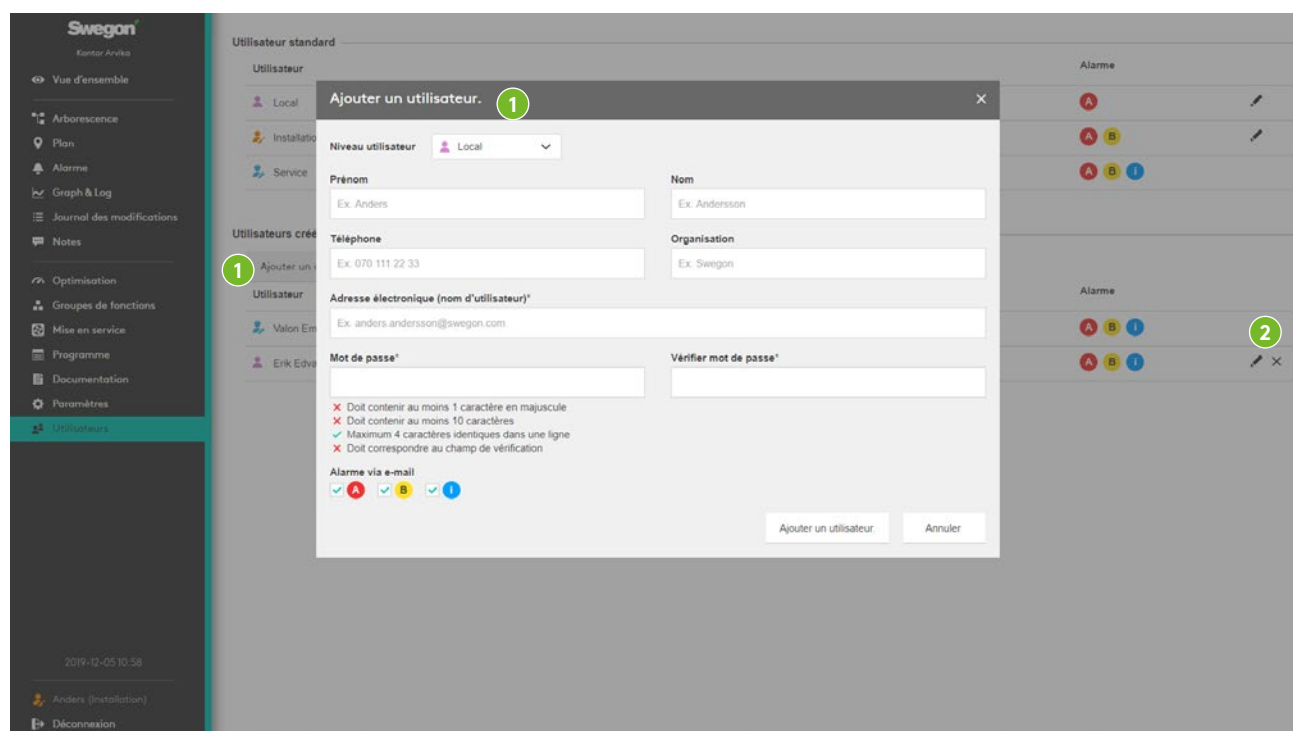 Swegon
Kontor Arvika
Vue d'ensemble
Arborescence
Plan
Alarme
Graph & Log
Journal des modifications
Notes
Optimisation
Groupes de fonctions
Mise en service
Programme
Documentation
Paramètres
Utilisateurs
2019-12-05 10:58
Anders (Installation)
Déconnexion
Utilisateur standard
Utilisateur Alarme
Local A
Installatio A B
Service A B i
Utilisateurs créé
1 Ajouter un
Utilisateur Alarme
Valon Em A B i
2
Erik Edva A B i
Ajouter un utilisateur. 1
Niveau utilisateur Local
Prénom Nom
Ex. Anders Ex. Andersson
Téléphone Organisation
Ex. 070 111 22 33 Ex. Swegon
Adresse électronique (nom d'utilisateur)*
Ex. anders.andersson@swegon.com
Mot de passe* Vérifier mot de passe*
Doit contenir au moins 1 caractère en majuscule
Doit contenir au moins 10 caractères
Maximum 4 caractères identiques dans une ligne
Doit correspondre au champ de vérification
Alarme via e-mail
A B i
Ajouter un utilisateur Annuler